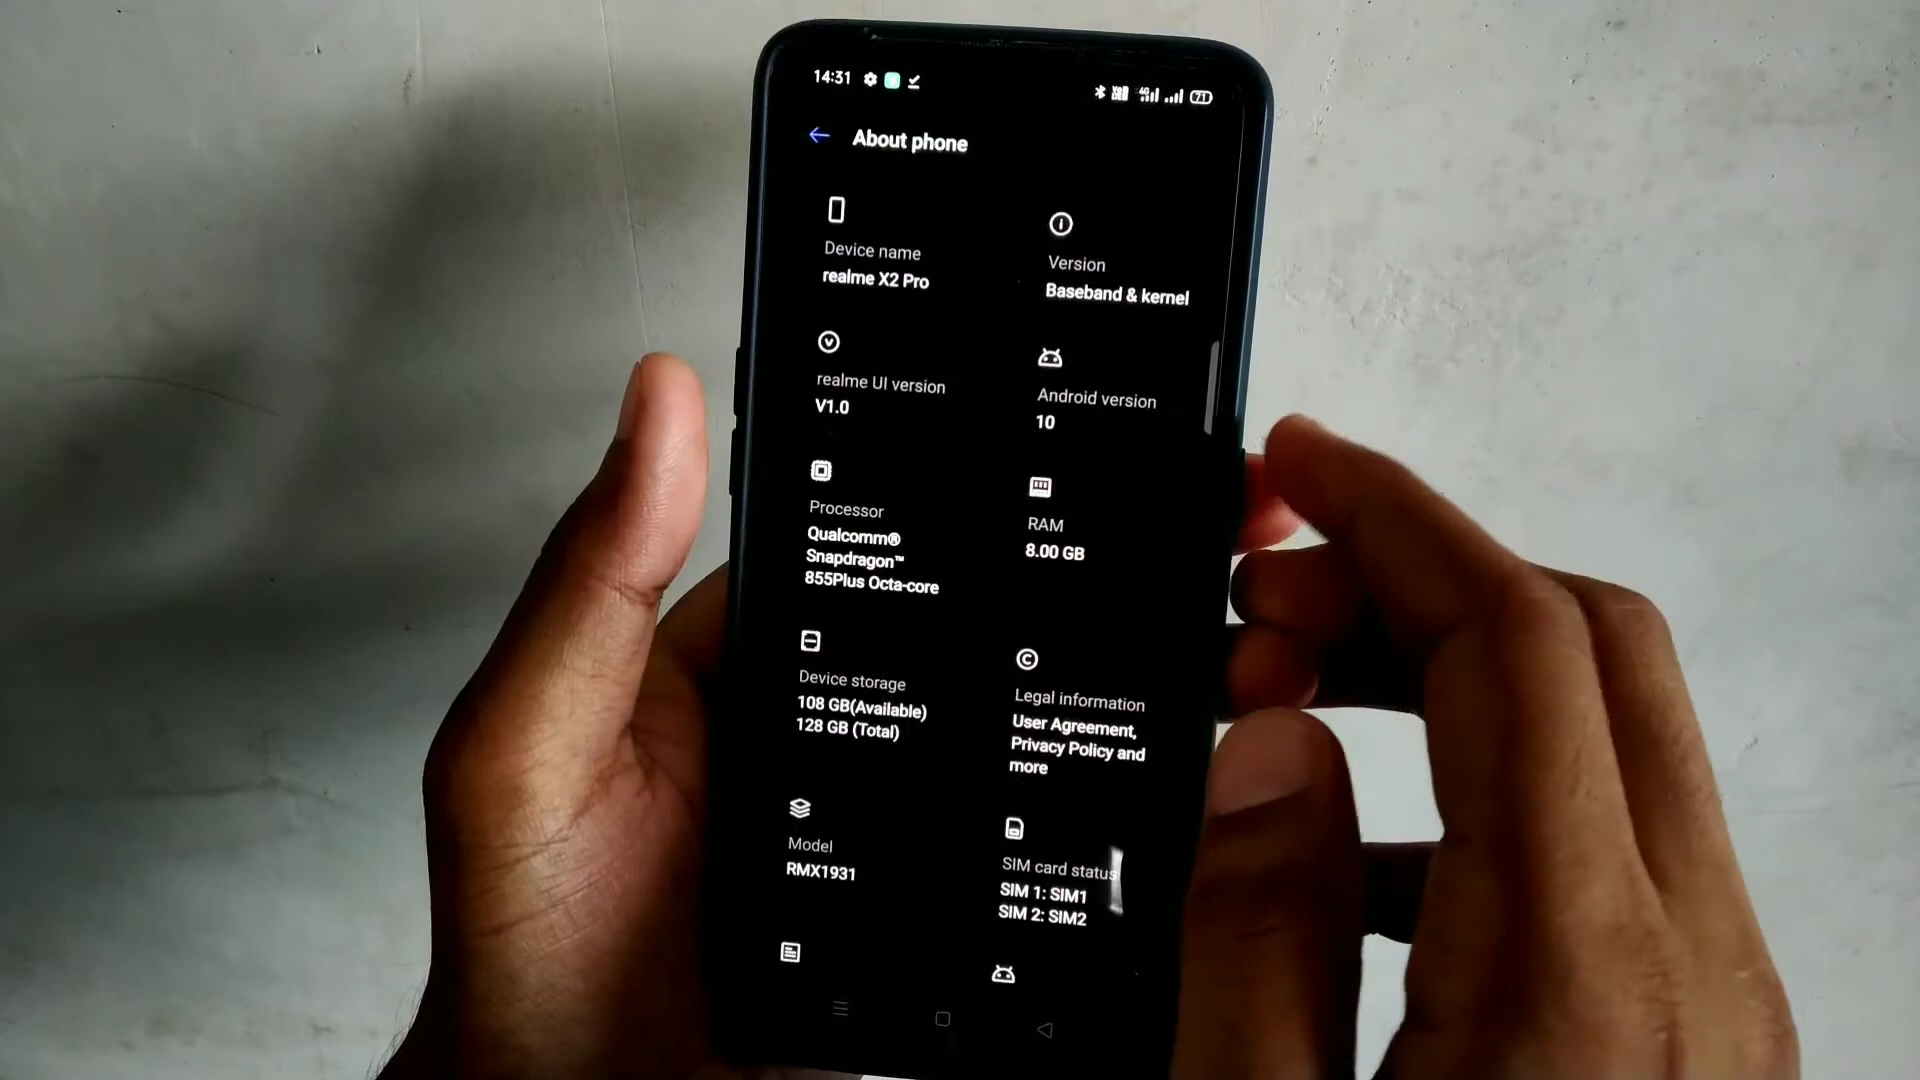 14:31
4G
71
About phone
Device name
realme X2 Pro
Version
Baseband & kernel
realme UI version
V1.0
Android version
10
Processor
Qualcomm®
Snapdragon™
855Plus Octa-core
RAM
8.00 GB
Device storage
108 GB(Available)
128 GB (Total)
Legal information
User Agreement,
Privacy Policy and
more
Model
RMX1931
SIM card status
SIM 1: SIM1
SIM 2: SIM2